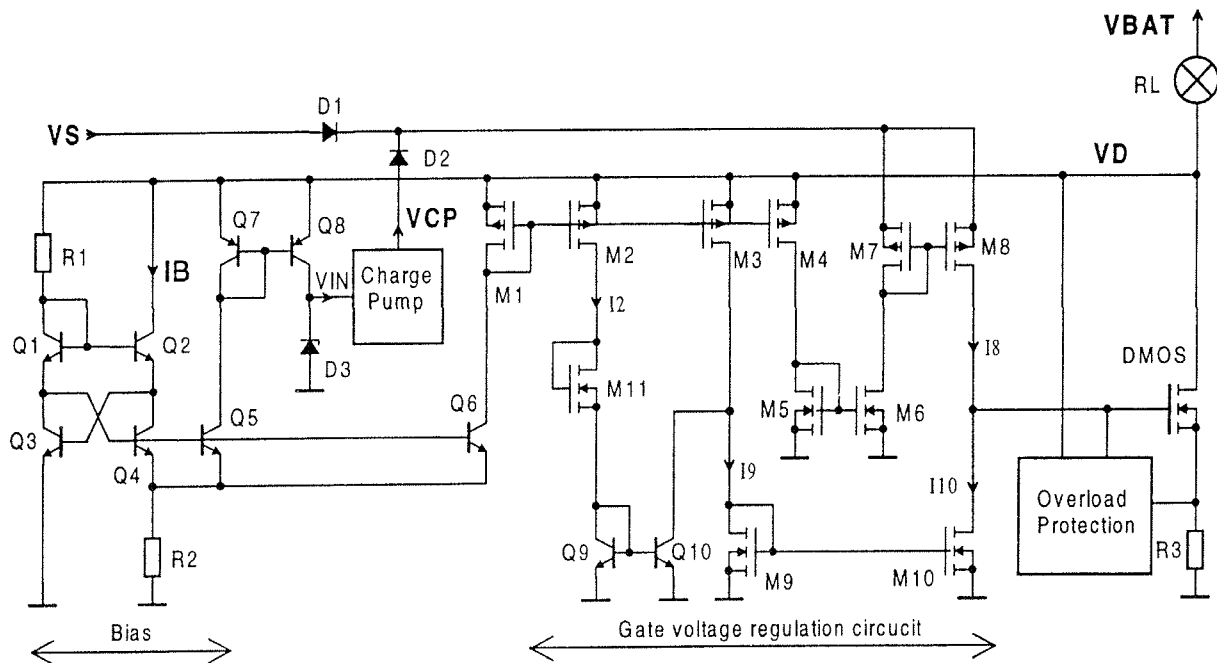 VBAT
RL
D1
VS
D2
VD
Q7
Q8
VCP
R1
IB
VIN
Charge
Pump
M1
M2
M3
M4
M7
M8
I2
I8
DMOS
Q1
Q2
D3
M11
M5
M6
Q3
Q4
Q5
Q6
I9
I10
Overload
Protection
R2
Q9
Q10
M9
M10
R3
Bias
Gate voltage regulation circucit